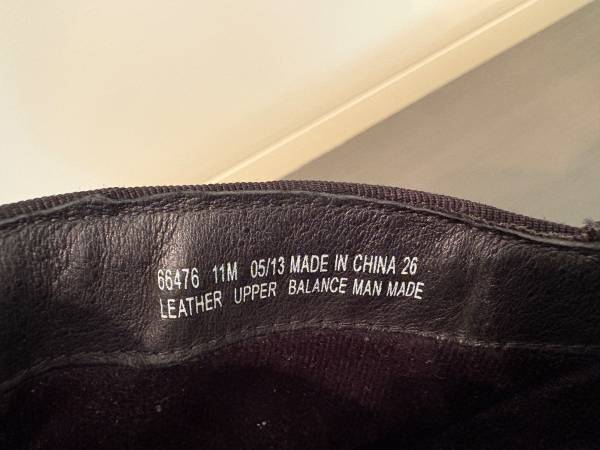 66476 11M 05/13 MADE IN CHINA 26
LEATHER UPPER BALANCE MAN MADE